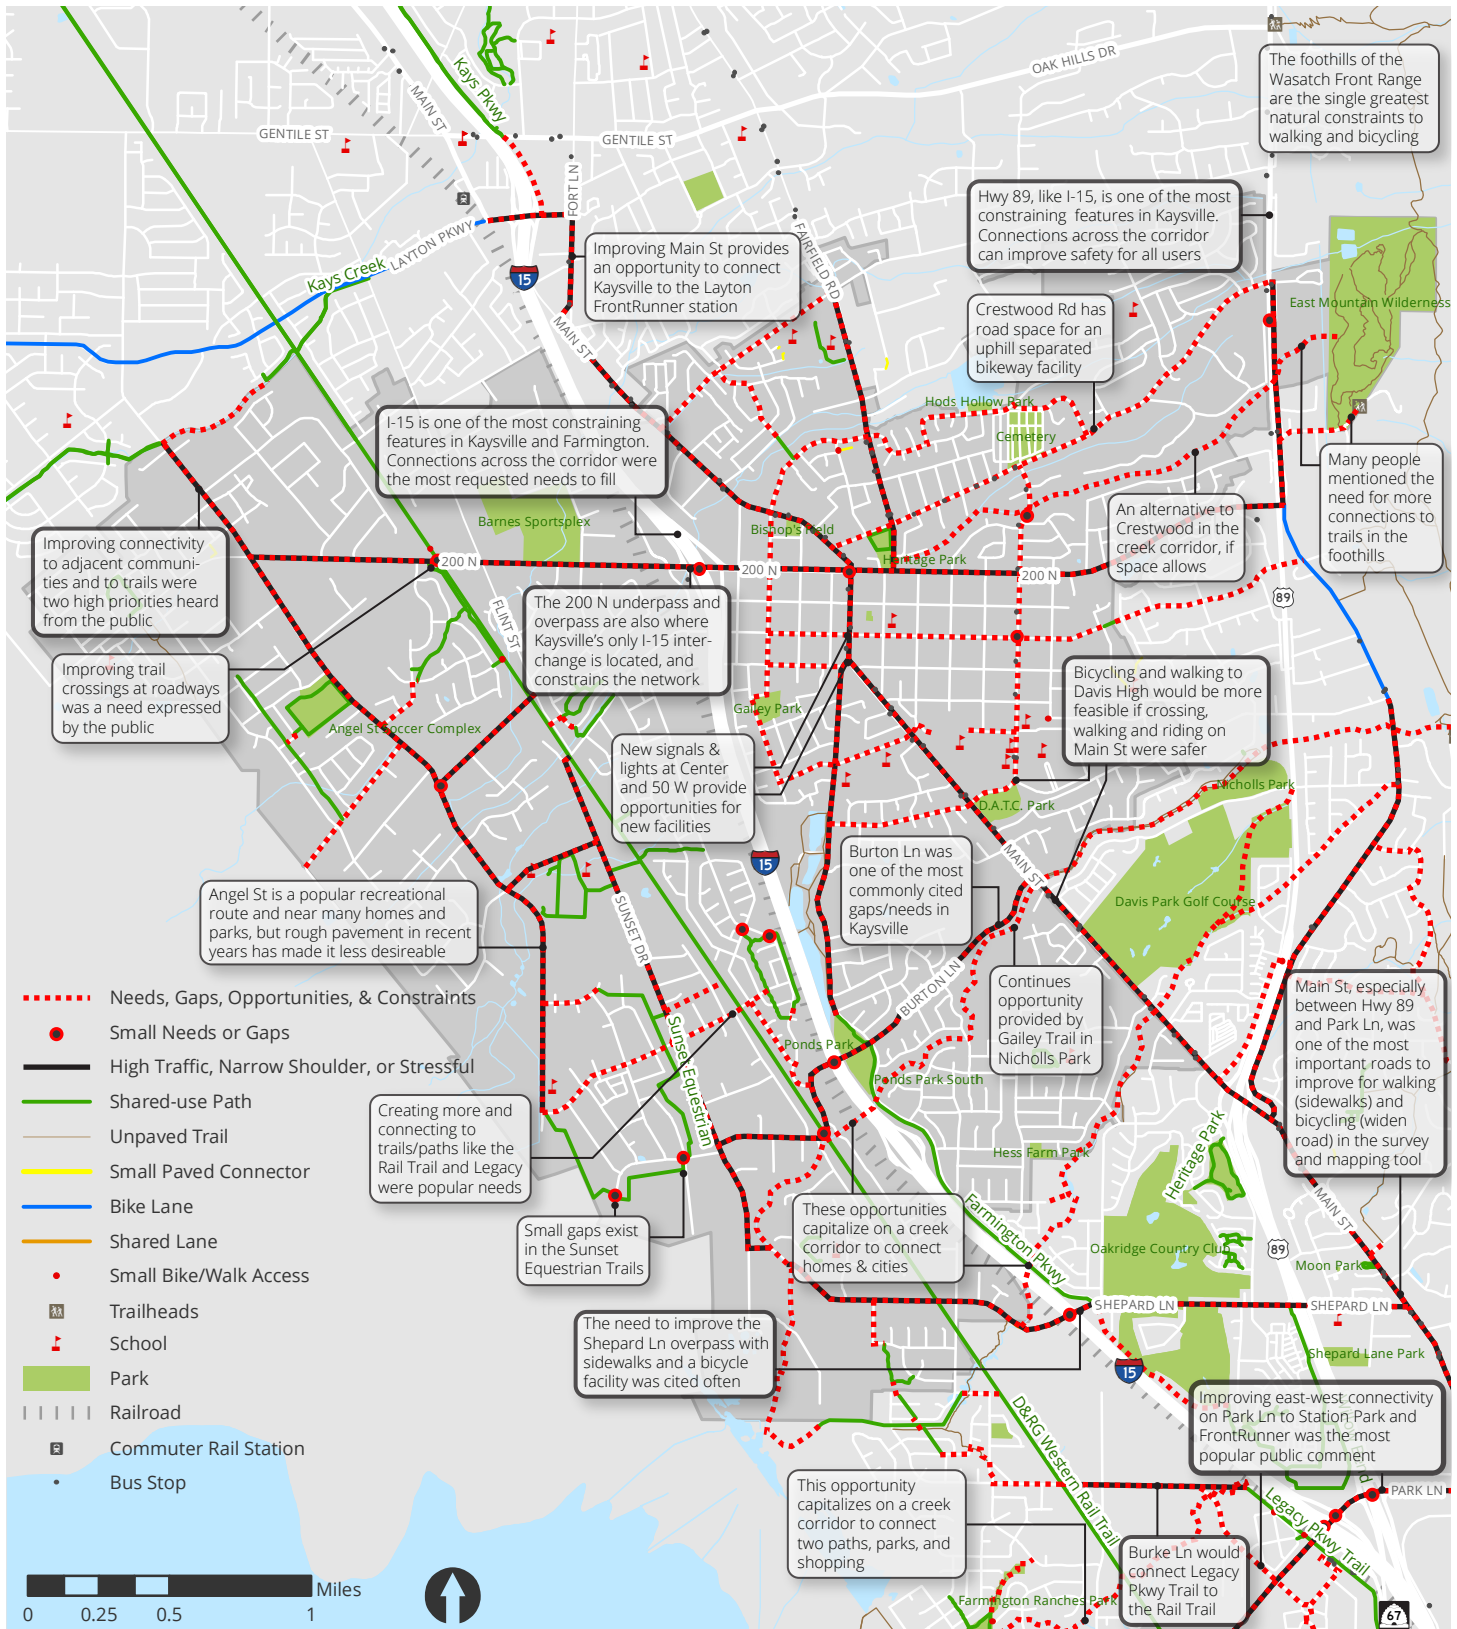 OAK HILLS DR
The foothills of the
Wasatch Front Range
are the single greatest
natural constraints to
walking and bicycling
Kays Pkwy
MAIN ST
GENTILE ST
GENTILE ST
FORT LN
Hwy 89, like I-15, is one of the most
constraining features in Kaysville.
Connections across the corridor
can improve safety for all users
LAYTON PKWY
Kays Creek
15
Improving Main St provides
an opportunity to connect
Kaysville to the Layton
FrontRunner station
FAIRFIELD RD
MAIN ST
Crestwood Rd has
road space for an
uphill separated
bikeway facility
East Mountain Wilderness
Hods Hollow Park
Cemetery
I-15 is one of the most constraining
features in Kaysville and Farmington.
Connections across the corridor were
the most requested needs to fill
Many people
mentioned the
need for more
connections to
trails in the
foothills
An alternative to
Crestwood in the
creek corridor, if
space allows
Barnes Sportsplex
Bishop's Field
Heritage Park
Improving connectivity
to adjacent communi-
ties and to trails were
two high priorities heard
from the public
200 N
200 N
200 N
89
FLINT ST
The 200 N underpass and
overpass are also where
Kaysville's only I-15 inter-
change is located, and
constrains the network
Improving trail
crossings at roadways
was a need expressed
by the public
Bicycling and walking to
Davis High would be more
feasible if crossing,
walking and riding on
Main St were safer
Angel St Soccer Complex
Gailey Park
New signals &
lights at Center
and 50 W provide
opportunities for
new facilities
Nicholls Park
D.A.T.C. Park
MAIN ST
15
Burton Ln was
one of the most
commonly cited
gaps/needs in
Kaysville
Davis Park Golf Course
Angel St is a popular recreational
route and near many homes and
parks, but rough pavement in recent
years has made it less desireable
SUNSET DR
BURTON LN
Continues
opportunity
provided by
Gailey Trail in
Nicholls Park
Main St, especially
between Hwy 89
and Park Ln, was
one of the most
important roads to
improve for walking
(sidewalks) and
bicycling (widen
road) in the survey
and mapping tool
Needs, Gaps, Opportunities, & Constraints
Small Needs or Gaps
High Traffic, Narrow Shoulder, or Stressful
Shared-use Path
Unpaved Trail
Small Paved Connector
Bike Lane
Shared Lane
Small Bike/Walk Access
Trailheads
School
Park
Railroad
Commuter Rail Station
Bus Stop
Sunset Equestrian
Ponds Park
Ponds Park South
Creating more and
connecting to
trails/paths like the
Rail Trail and Legacy
were popular needs
Hess Farm Park
Heritage Park
MAIN ST
Small gaps exist
in the Sunset
Equestrian Trails
These opportunities
capitalize on a creek
corridor to connect
homes & cities
Farmington Pkwy
Oakridge Country Club
89
Moon Park
SHEPARD LN
SHEPARD LN
The need to improve the
Shepard Ln overpass with
sidewalks and a bicycle
facility was cited often
Shepard Lane Park
15
Improving east-west connectivity
on Park Ln to Station Park and
FrontRunner was the most
popular public comment
D&RG Western Rail Trail
This opportunity
capitalizes on a creek
corridor to connect
two paths, parks, and
shopping
PARK LN
Legacy Pkwy Trail
Burke Ln would
connect Legacy
Pkwy Trail to
the Rail Trail
Farmington Ranches Park
67
Miles
0 0.25 0.5 1